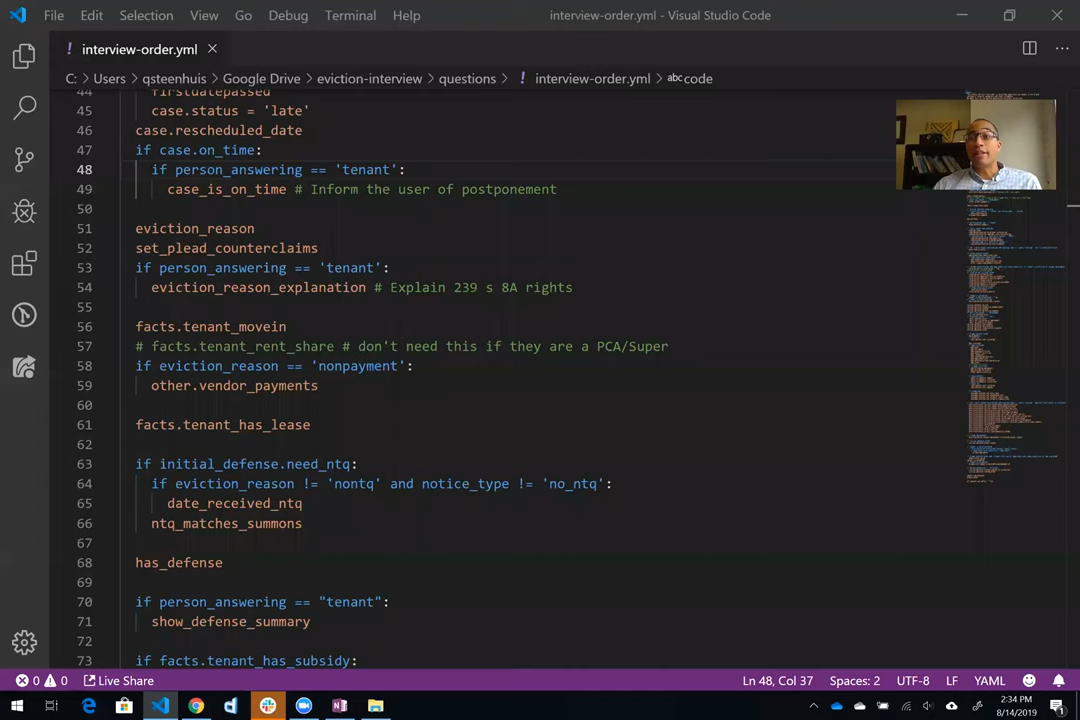 File Edit Selection View Go Debug Terminal Help interview-order.yml - Visual Studio Code
! interview-order.yml
C: > Users > qsteenhuis > Google Drive > eviction-interview > questions > ! interview-order.yml > abc code
44 firstdatepassed
45 case.status = 'late'
46 case.rescheduled_date
47 if case.on_time:
48 if person_answering == 'tenant':
49 case_is_on_time # Inform the user of postponement
50
51 eviction_reason
52 set_plead_counterclaims
53 if person_answering == 'tenant':
54 eviction_reason_explanation # Explain 239 s 8A rights
55
56 facts.tenant_movein
57 # facts.tenant_rent_share # don't need this if they are a PCA/Super
58 if eviction_reason == 'nonpayment':
59 other.vendor_payments
60
61 facts.tenant_has_lease
62
63 if initial_defense.need_ntq:
64 if eviction_reason != 'nontq' and notice_type != 'no_ntq':
65 date_received_ntq
66 ntq_matches_summons
67
68 has_defense
69
70 if person_answering == "tenant":
71 show_defense_summary
72
73 if facts.tenant_has_subsidy:
0 0 Live Share Ln 48, Col 37 Spaces: 2 UTF-8 LF YAML
2:34 PM
8/14/2019